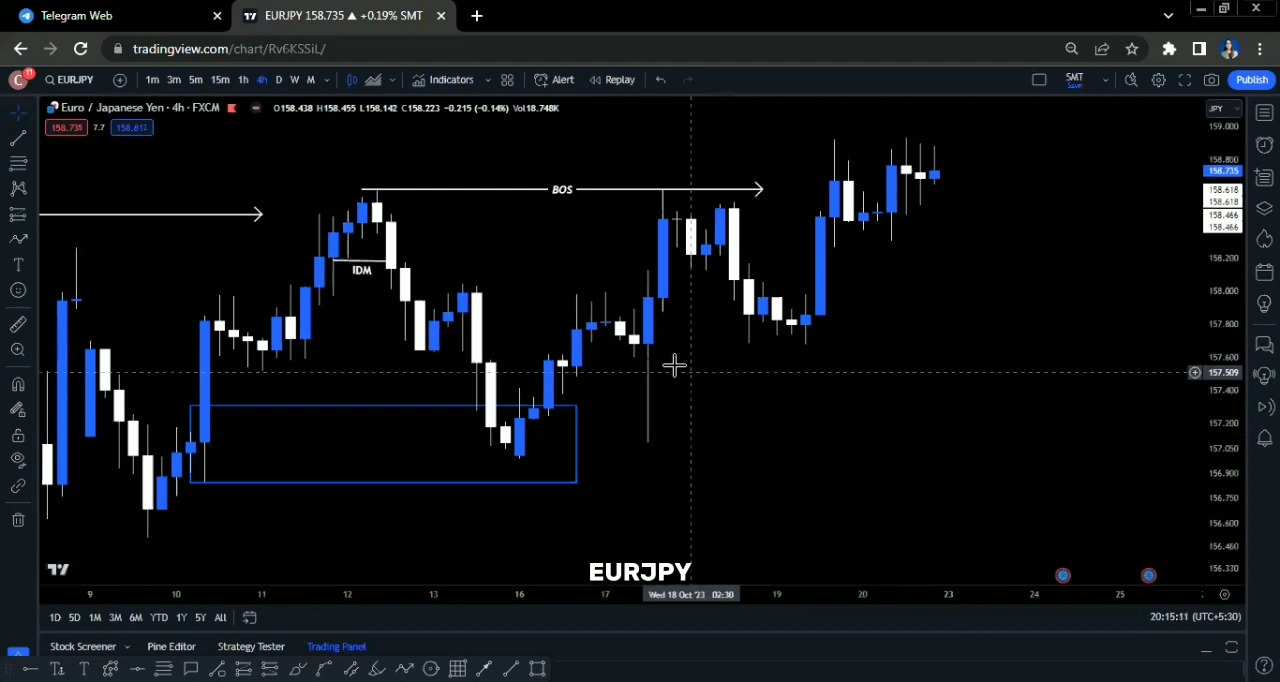 Telegram Web
EURJPY 158.735 ▲ +0.19% SMT
tradingview.com/chart/Rv6KSSiL/
C 11 EURJPY 1m 3m 5m 15m 1h 4h D W M Indicators Alert Replay SMT Save Publish
Euro / Japanese Yen · 4h · FXCM O158.438 H158.455 L158.142 C158.223 -0.215 (-0.14%) Vol18.748K
JPY
158.735 7.7 158.812
159.000
158.800
158.735
158.618
158.618
158.466
158.466
158.200
158.000
157.800
157.600
157.509
157.400
157.200
157.050
156.900
156.750
156.600
156.460
156.330
BOS
IDM
EURJPY
9 10 11 12 13 16 17 Wed 18 Oct '23 02:30 19 20 23 24 25
1D 5D 1M 3M 6M YTD 1Y 5Y All
20:15:11 (UTC+5:30)
Stock Screener Pine Editor Strategy Tester Trading Panel